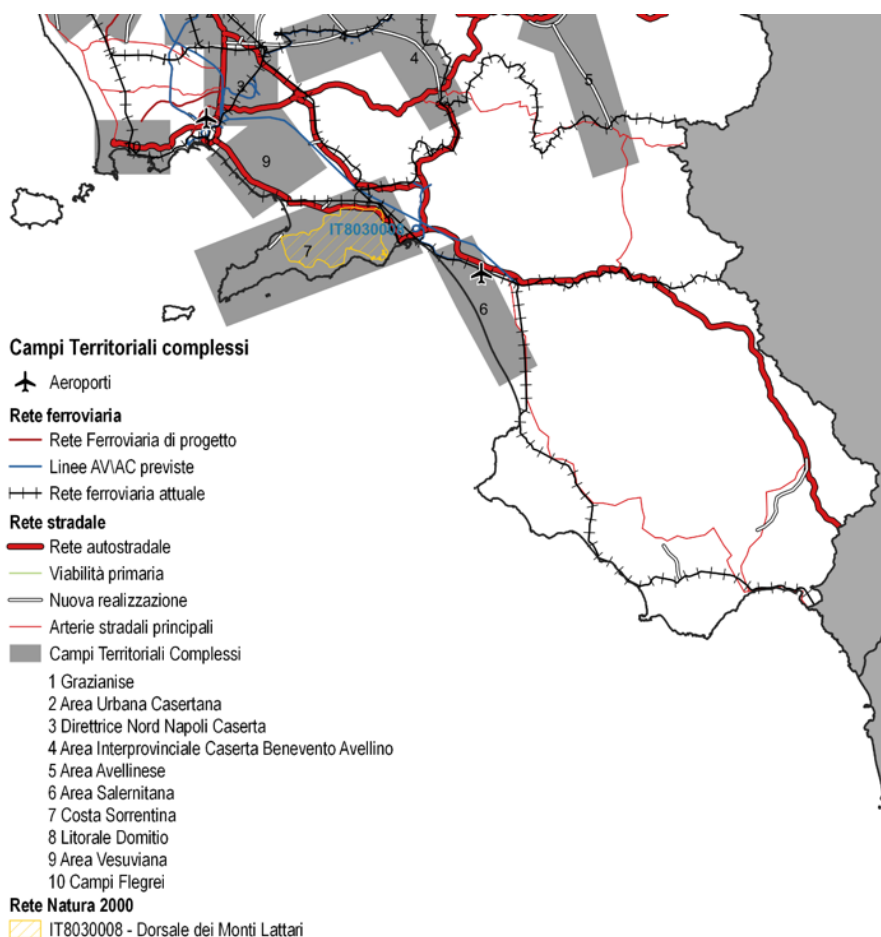 4
5
3
9
IT8030008
7
6
Campi Territoriali complessi
Aeroporti
Rete ferroviaria
Rete Ferroviaria di progetto
Linee AV\AC previste
Rete ferroviaria attuale
Rete stradale
Rete autostradale
Viabilità primaria
Nuova realizzazione
Arterie stradali principali
Campi Territoriali Complessi
1 Grazianise
2 Area Urbana Casertana
3 Direttrice Nord Napoli Caserta
4 Area Interprovinciale Caserta Benevento Avellino
5 Area Avellinese
6 Area Salernitana
7 Costa Sorrentina
8 Litorale Domitio
9 Area Vesuviana
10 Campi Flegrei
Rete Natura 2000
IT8030008 - Dorsale dei Monti Lattari